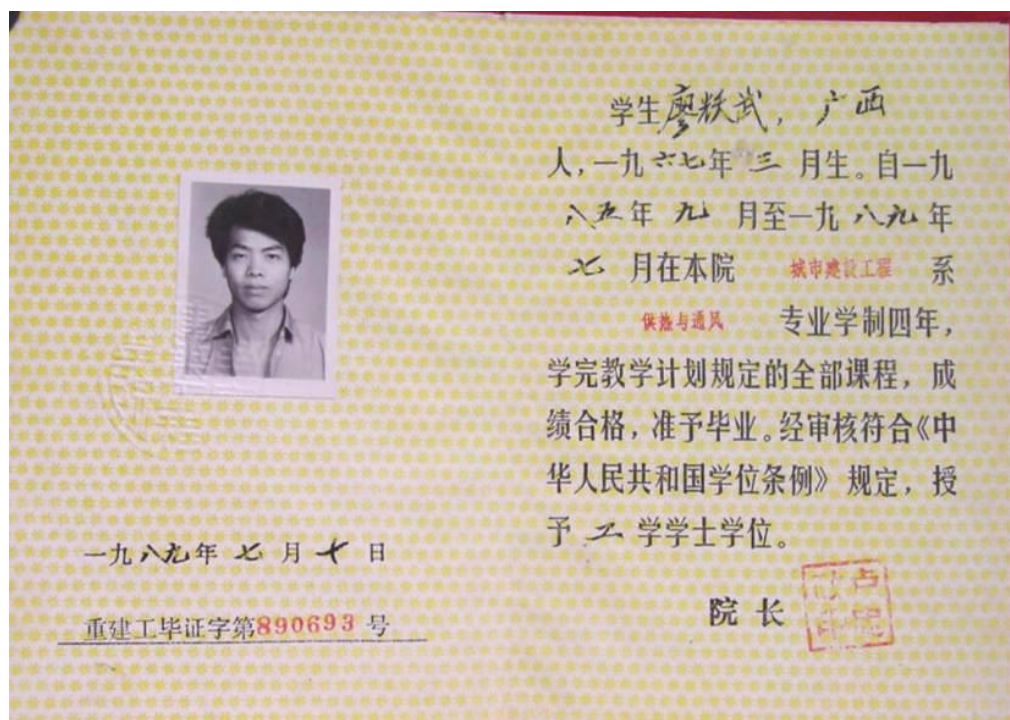 一九八九年七月十日
重建工毕证字第890693号
学生廖 武，广西
人，一九六七年三月生。自一九
八五年九月至一九八九年
七月在本院 城市建设工程 系
供热与通风 专业学制四年，
学完教学计划规定的全部课程，成
绩合格，准予毕业。经审核符合《中
华人民共和国学位条例》规定，授
予工学学士学位。
院长